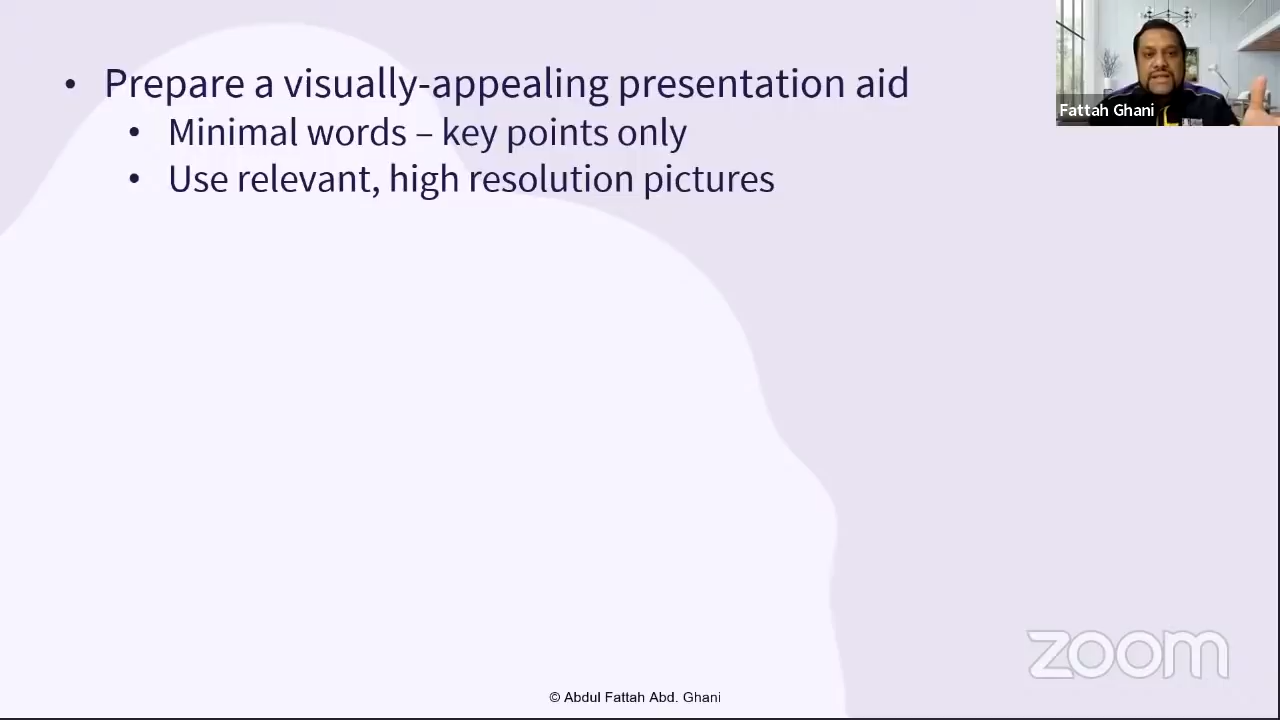 • Prepare a visually-appealing presentation aid
• Minimal words – key points only
• Use relevant, high resolution pictures
Fattah Ghani
zoom
© Abdul Fattah Abd. Ghani